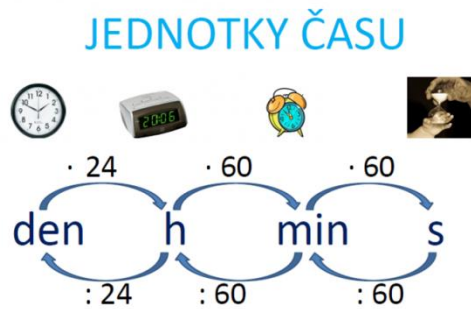 JEDNOTKY ČASU
20:06
· 24 · 60 · 60
den h min s
: 24 : 60 : 60